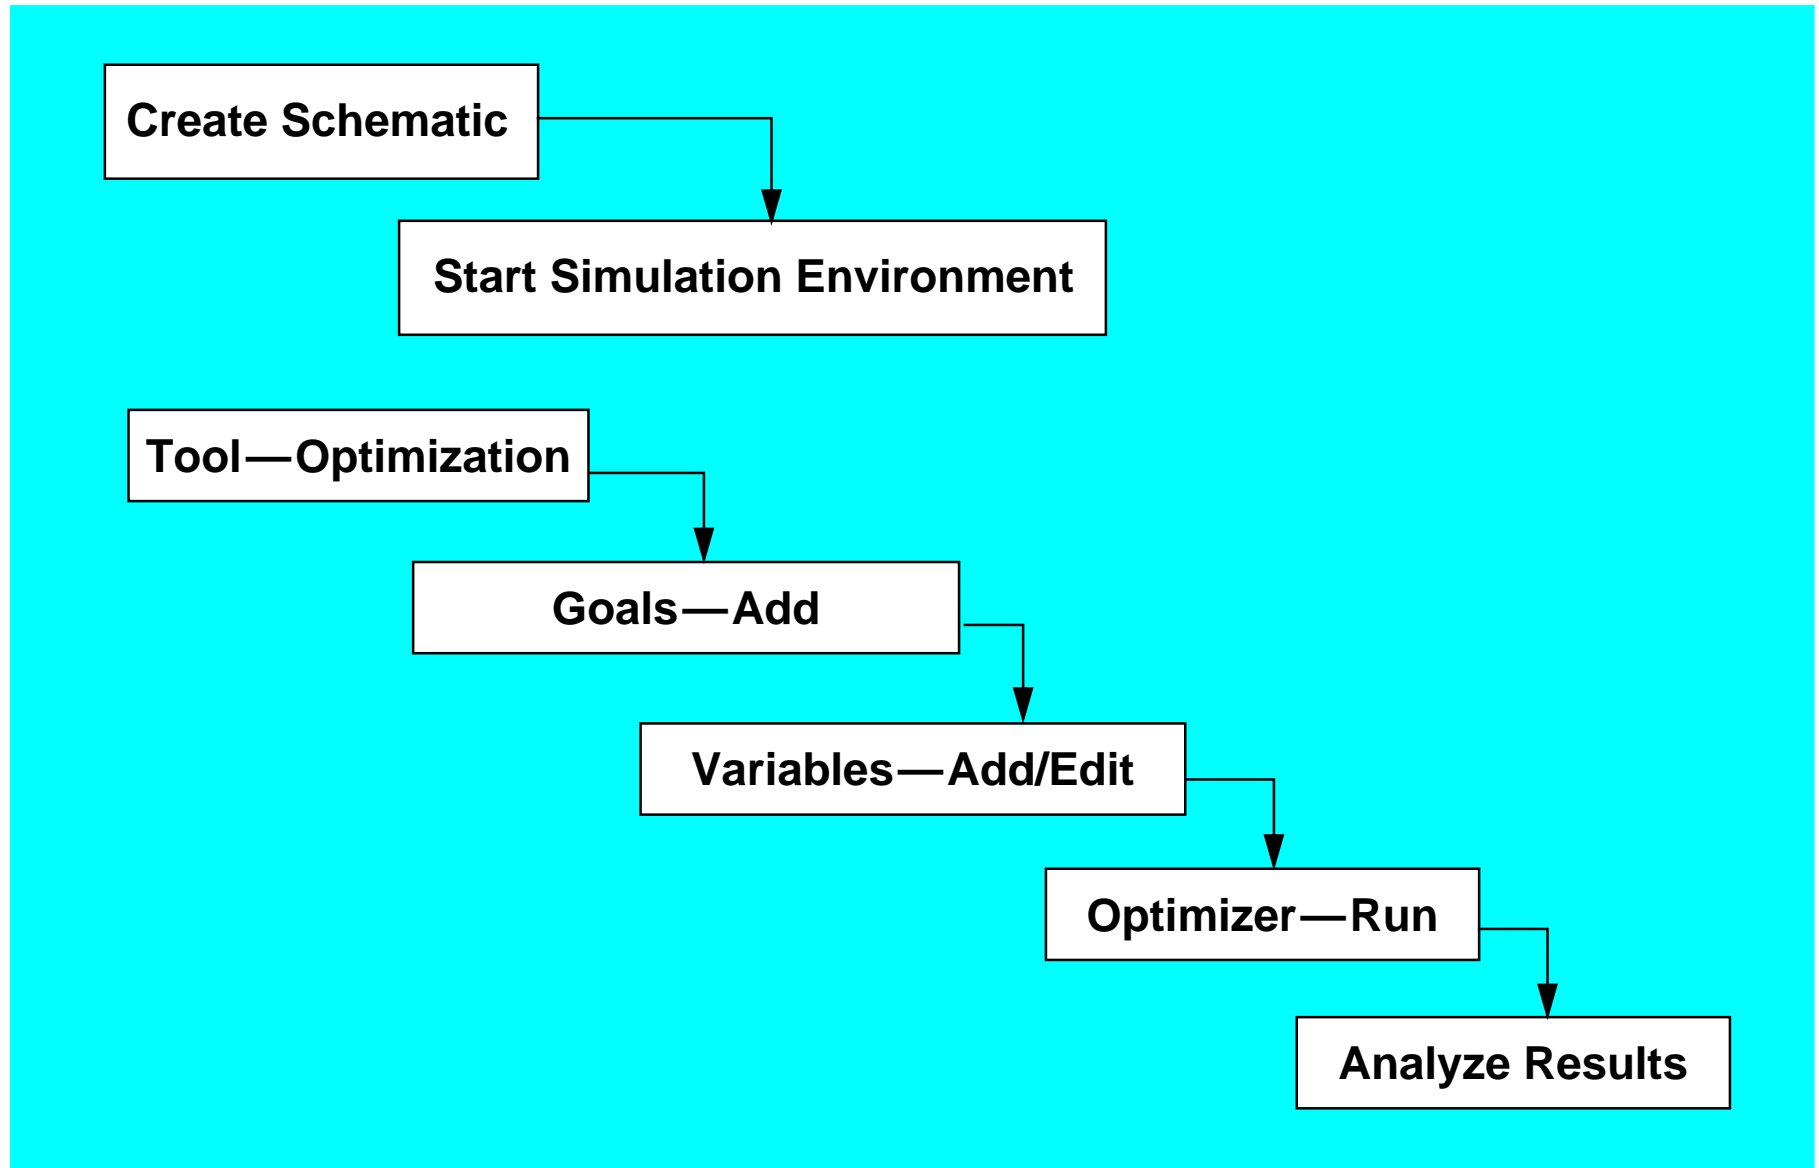 Create Schematic
Start Simulation Environment
Tool—Optimization
Goals—Add
Variables—Add/Edit
Optimizer—Run
Analyze Results